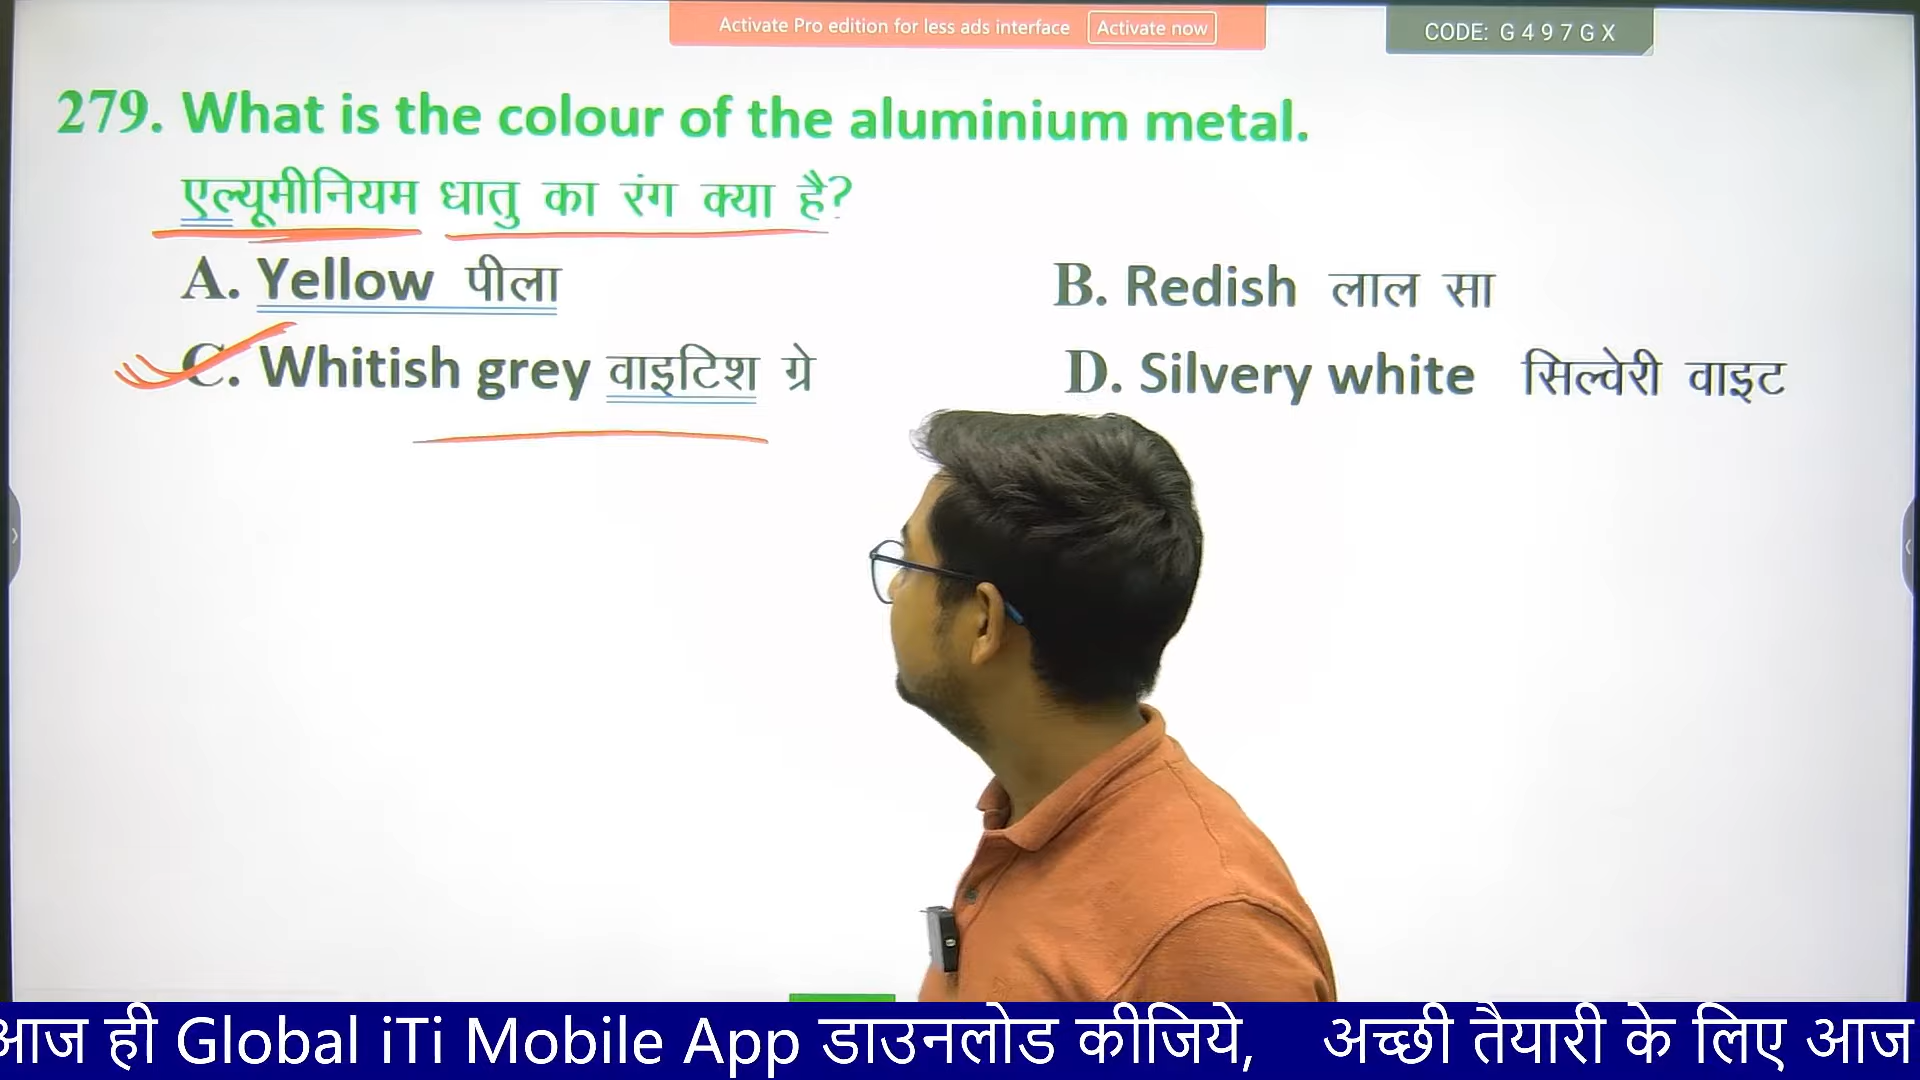 Activate Pro edition for less ads interface Activate now
CODE: G 4 9 7 G X
279. What is the colour of the aluminium metal.
एल्यूमीनियम धातु का रंग क्या है?
A. Yellow पीला
B. Redish लाल सा
C. Whitish grey वाइटिश ग्रे
D. Silvery white सिल्वेरी वाइट
आज ही Global iTi Mobile App डाउनलोड कीजिये, अच्छी तैयारी के लिए आज